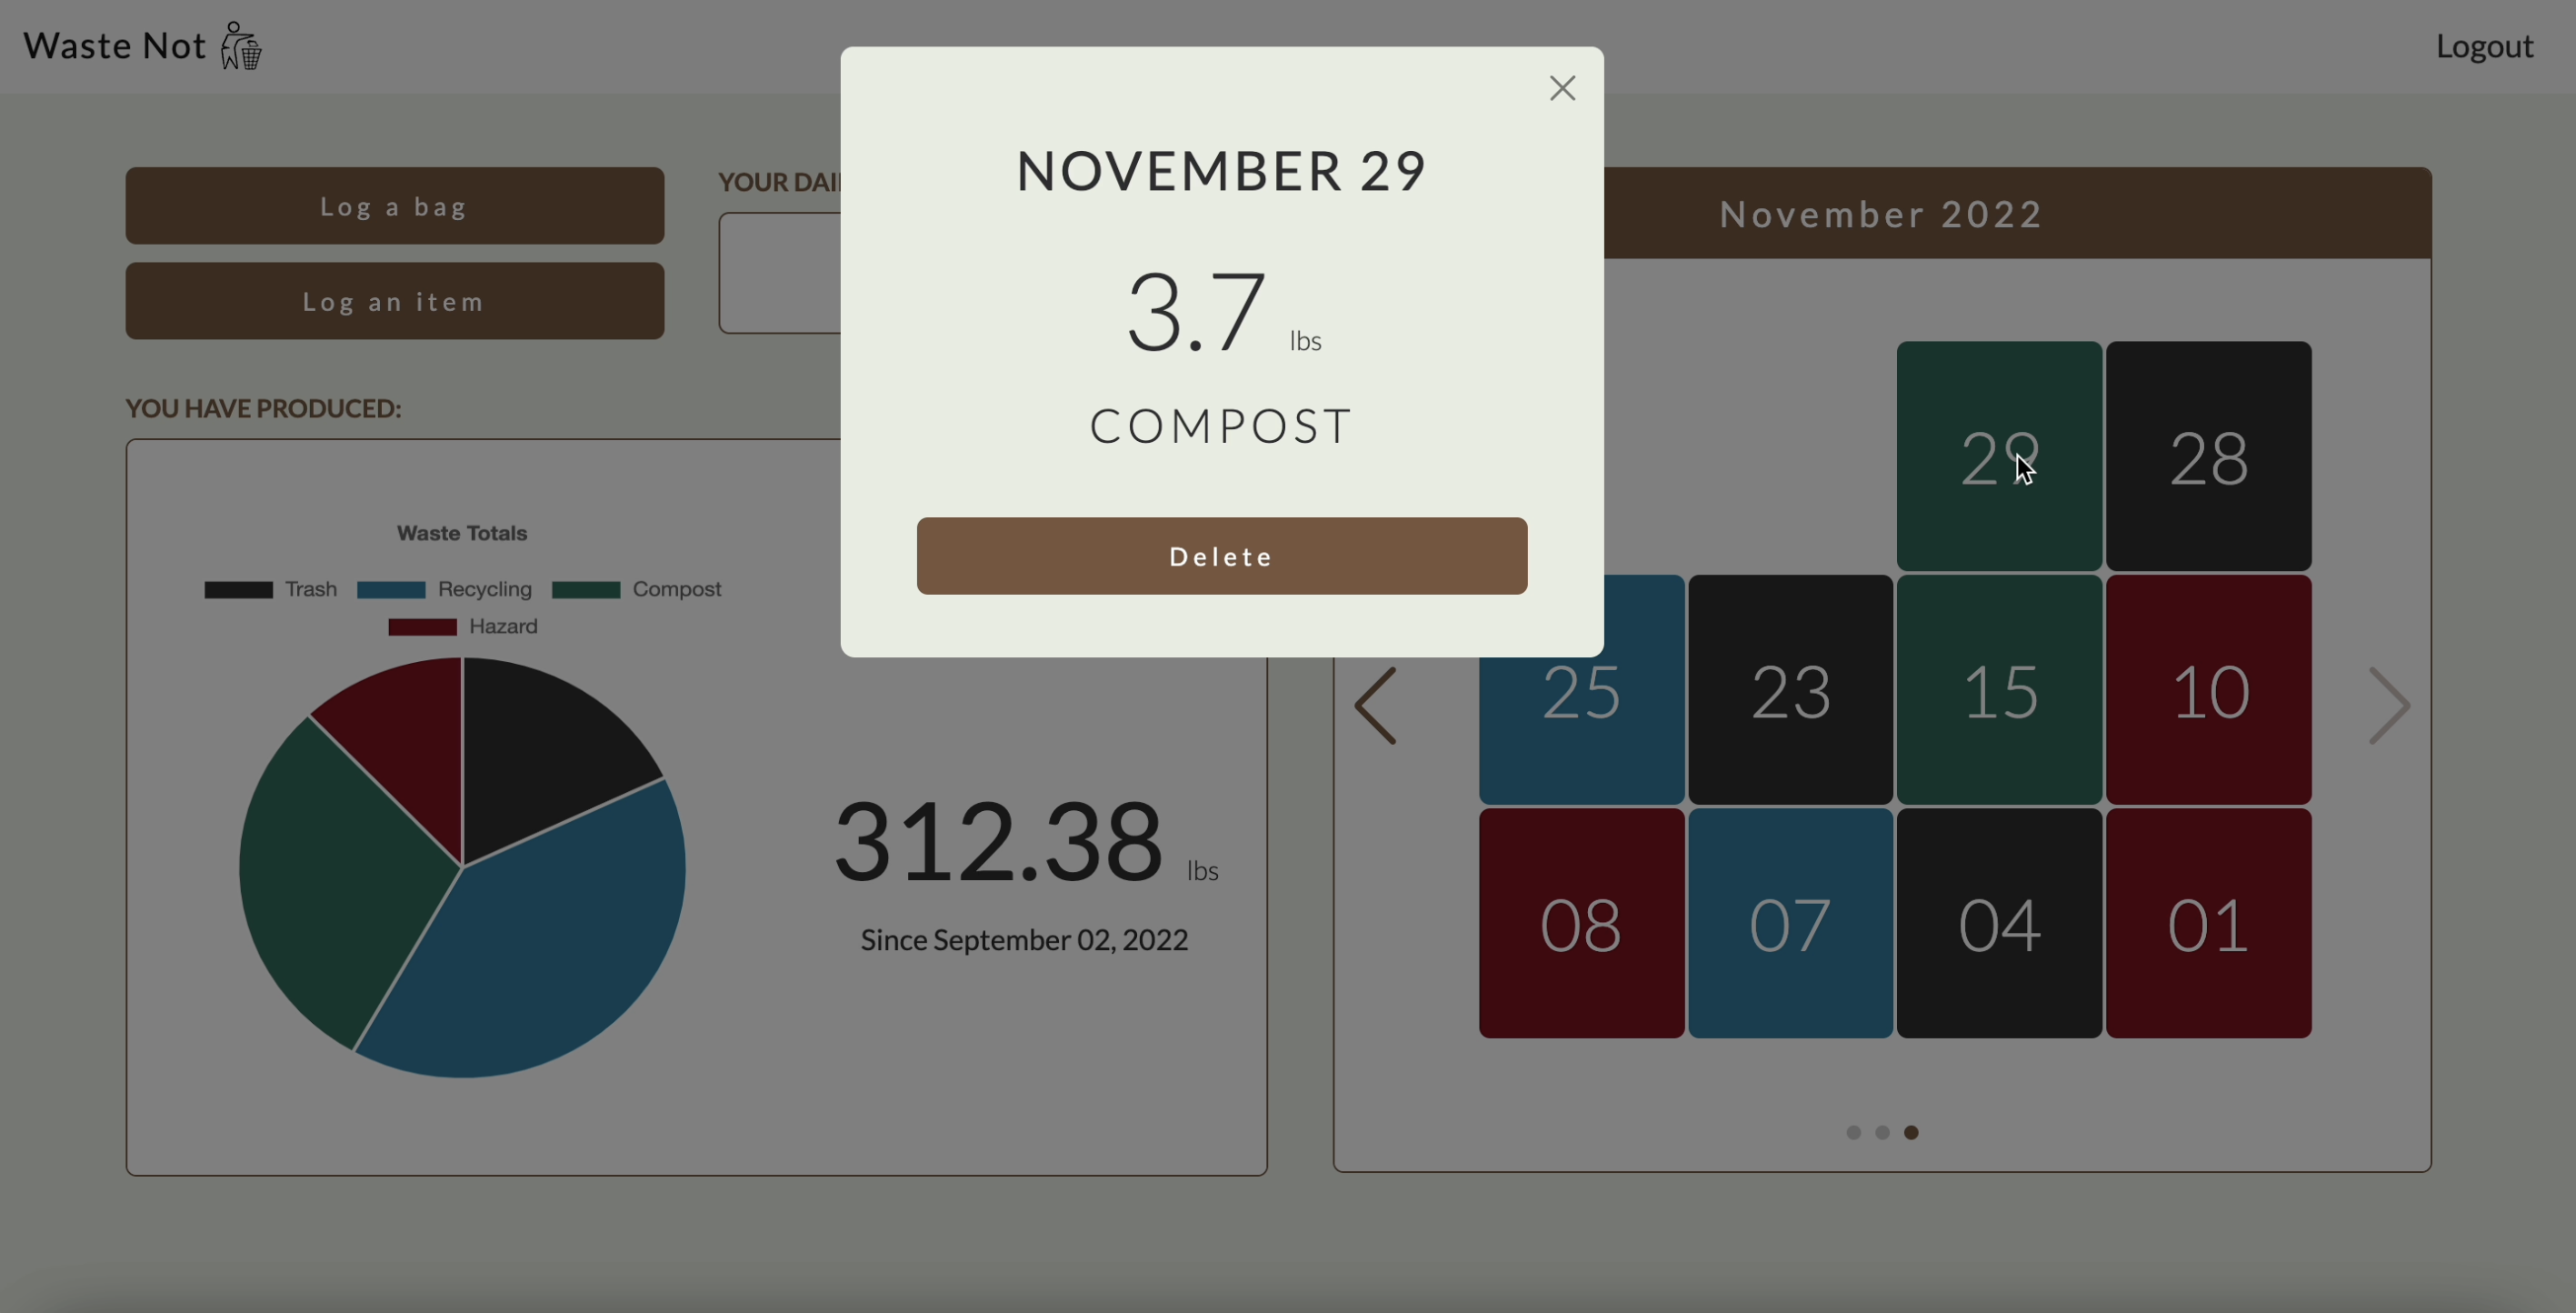 Waste Not
Logout
Log a bag
Log an item
YOUR
YOU HAVE PRODUCED:
Waste Totals
Trash Recycling Compost
Hazard
312.38 lbs
Since September 02, 2022
NOVEMBER 29
3.7 lbs
COMPOST
Delete
November 2022
29 28
25 23 15 10
08 07 04 01